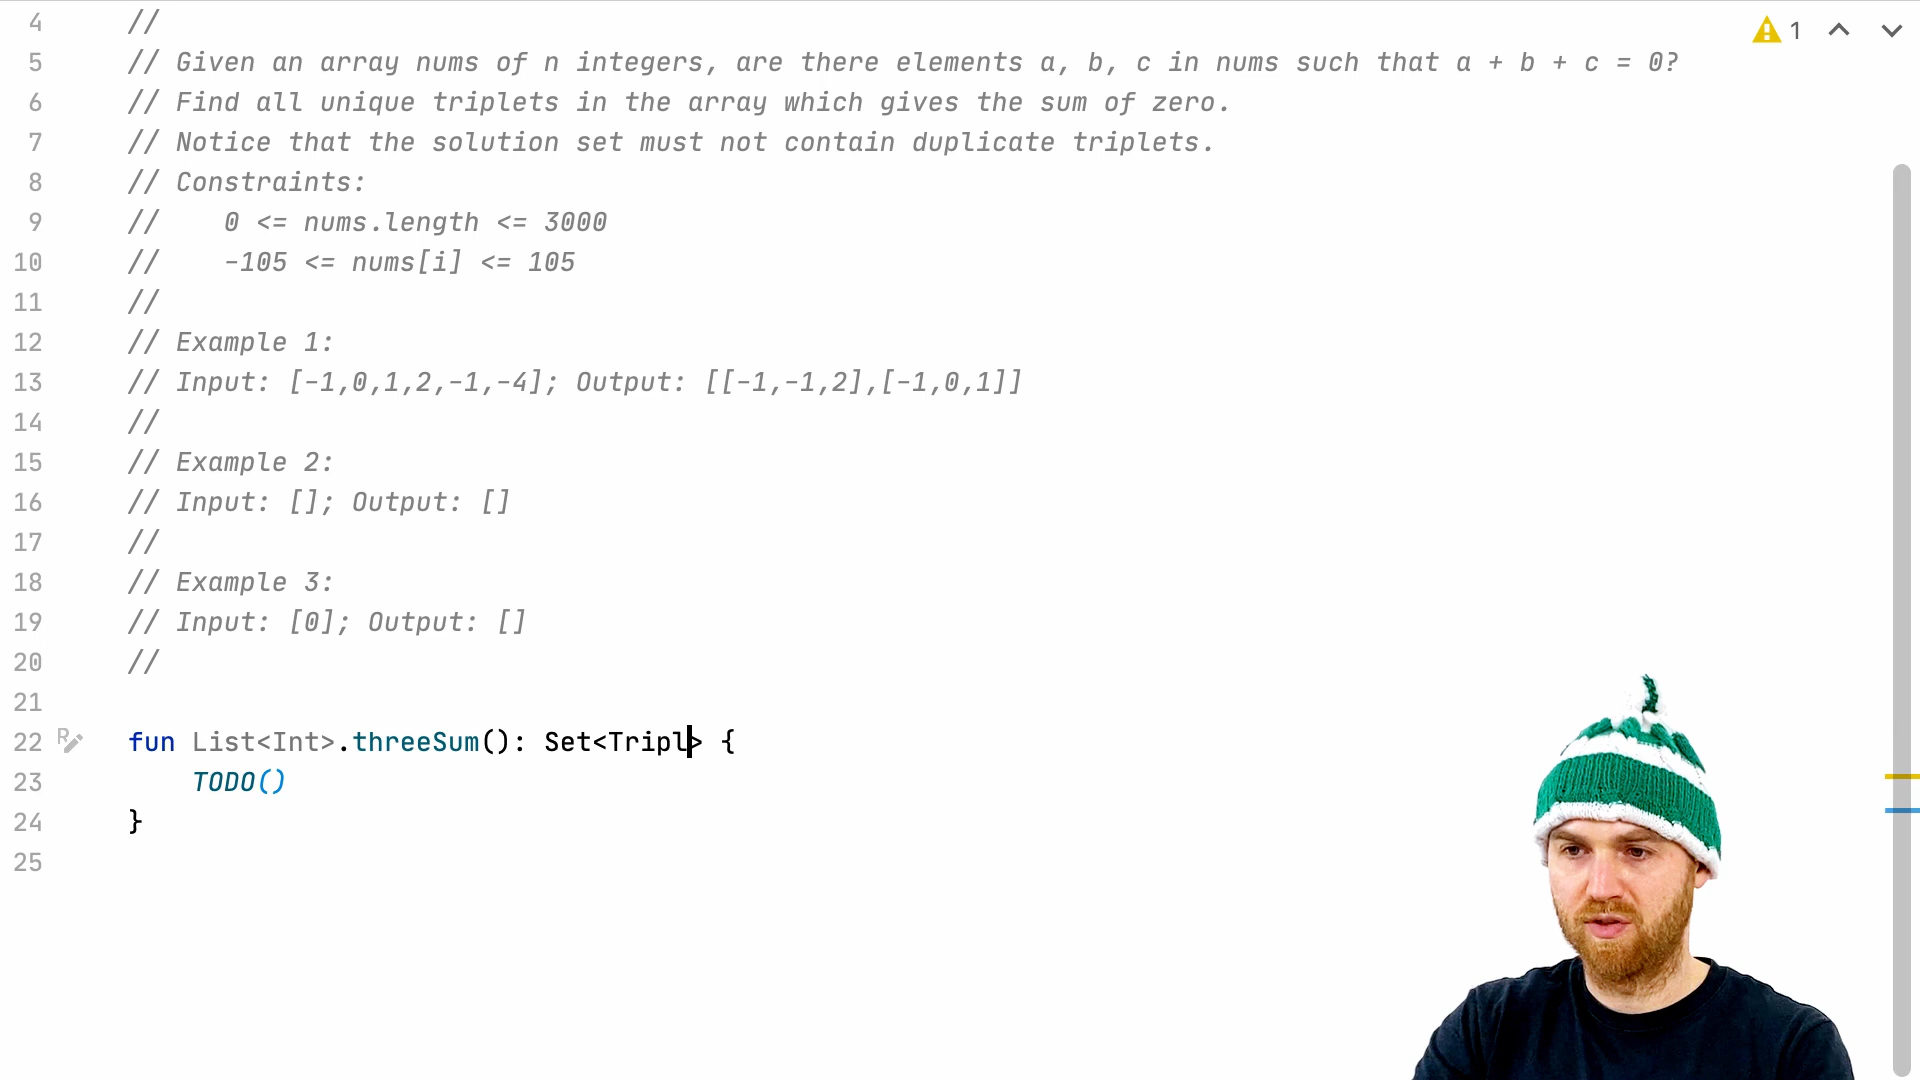 1
4 //
5 // Given an array nums of n integers, are there elements a, b, c in nums such that a + b + c = 0?
6 // Find all unique triplets in the array which gives the sum of zero.
7 // Notice that the solution set must not contain duplicate triplets.
8 // Constraints:
9 //    0 <= nums.length <= 3000
10 //    -105 <= nums[i] <= 105
11 //
12 // Example 1:
13 // Input: [-1,0,1,2,-1,-4]; Output: [[-1,-1,2],[-1,0,1]]
14 //
15 // Example 2:
16 // Input: []; Output: []
17 //
18 // Example 3:
19 // Input: [0]; Output: []
20 //
21
22 R fun List<Int>.threeSum(): Set<Tripl> {
23     TODO()
24 }
25